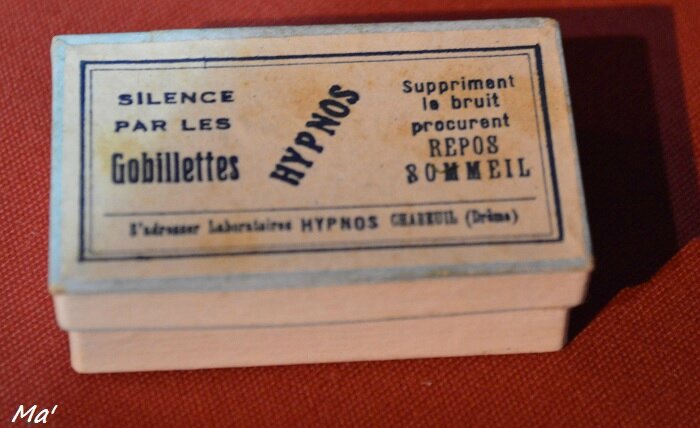 SILENCE
PAR LES
Gobillettes
HYPNOS
Suppriment
le bruit
procurent
REPOS
SOMMEIL
S'adresser Laboratoires HYPNOS CHABEUIL (Drôme)
Ma'